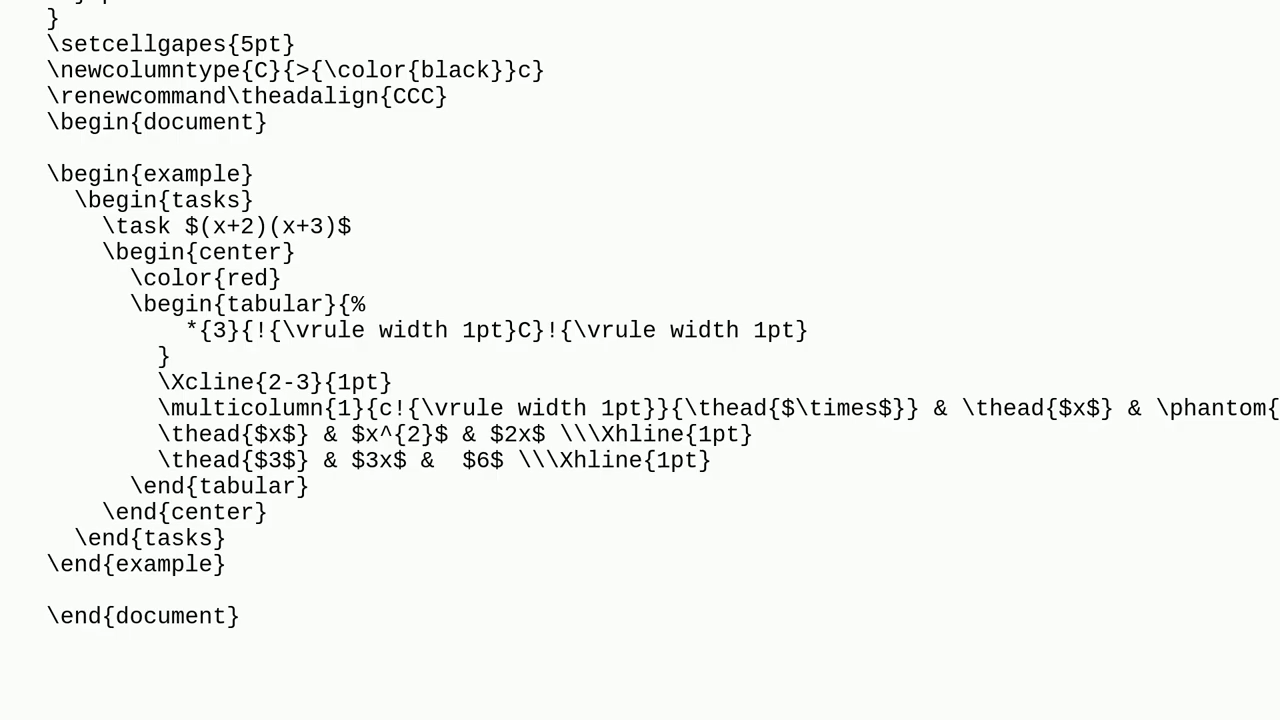 }
\setcellgapes{5pt}
\newcolumntype{C}{>{\color{black}}c}
\renewcommand\theadalign{CCC}
\begin{document}

\begin{example}
  \begin{tasks}
    \task $(x+2)(x+3)$
    \begin{center}
      \color{red}
      \begin{tabular}{%
          *{3}{!{\vrule width 1pt}C}!{\vrule width 1pt}
        }
        \Xcline{2-3}{1pt}
        \multicolumn{1}{c!{\vrule width 1pt}}{\thead{$\times$}} & \thead{$x$} & \phantom{
        \thead{$x$} & $x^{2}$ & $2x$ \\\Xhline{1pt}
        \thead{$3$} & $3x$ &  $6$ \\\Xhline{1pt}
      \end{tabular}
    \end{center}
  \end{tasks}
\end{example}

\end{document}